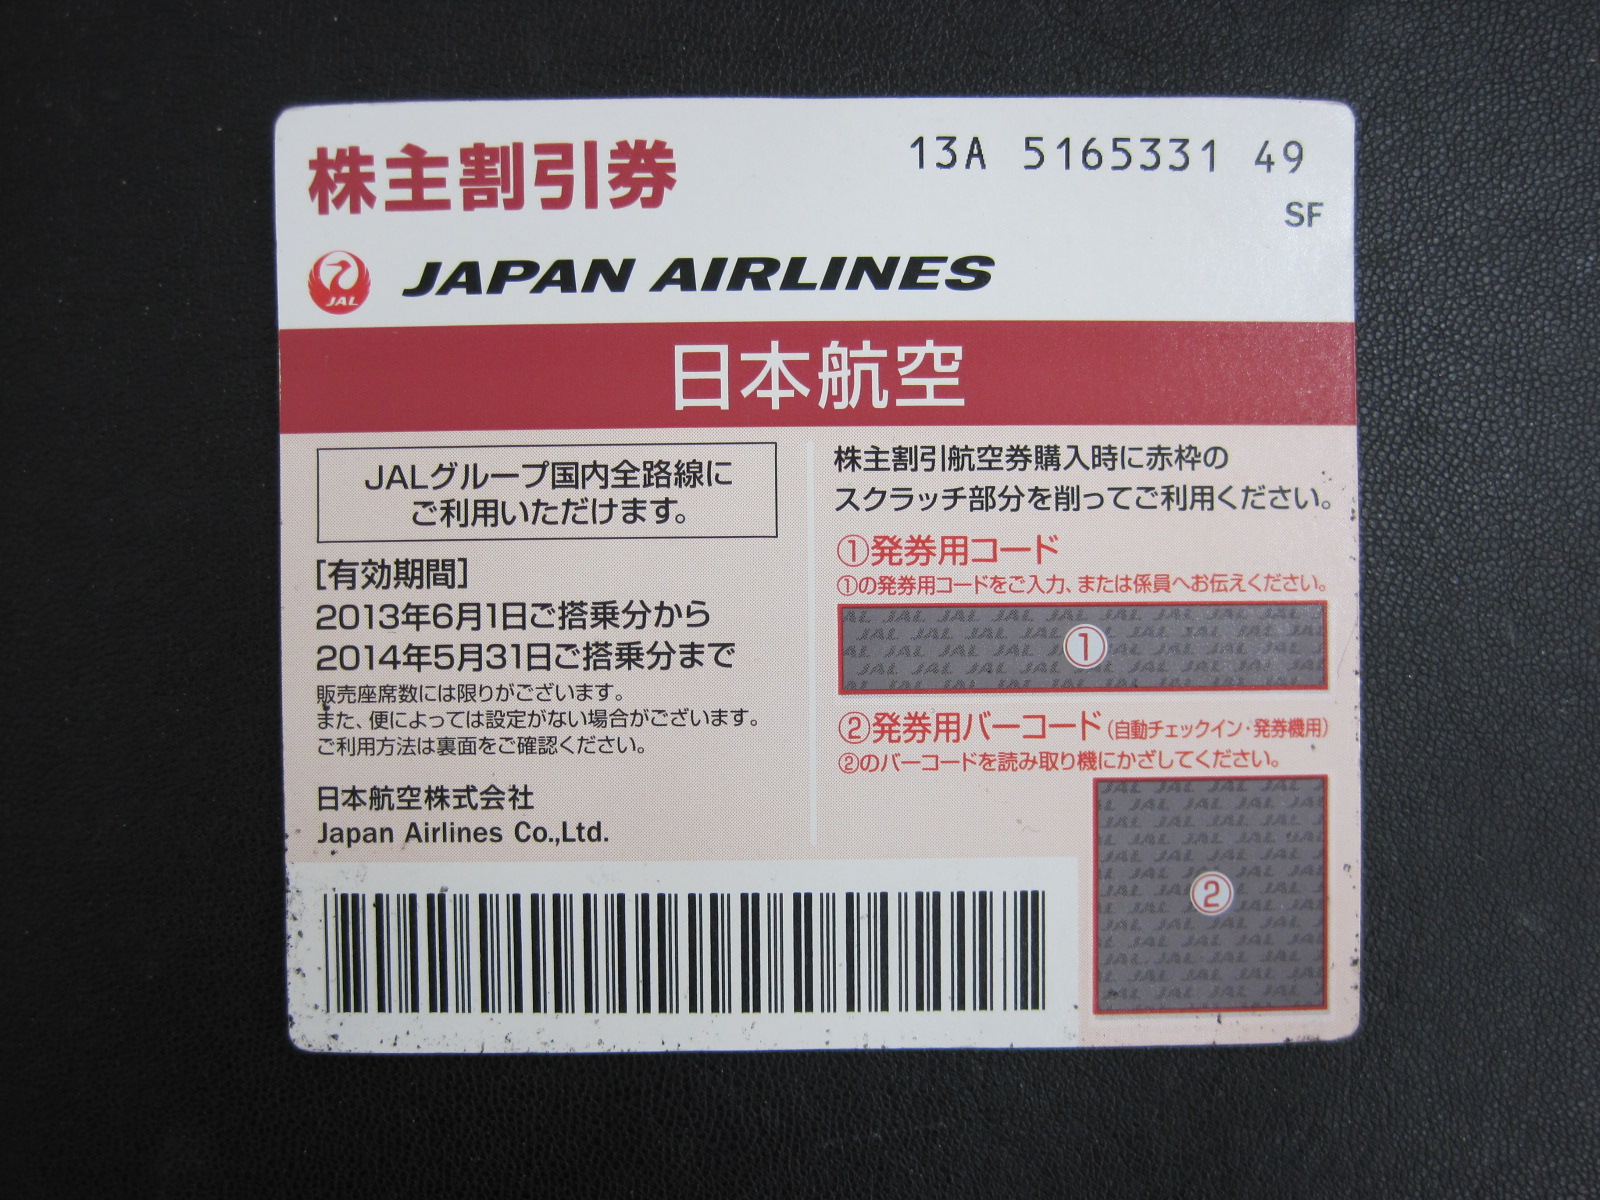 株主割引券
13A 5165331 49
SF
JAL
JAPAN AIRLINES
日本航空
JALグループ国内全路線に
ご利用いただけます。
[有効期間]
2013年6月1日ご搭乗分から
2014年5月31日ご搭乗分まで
販売座席数には限りがございます。
また、便によっては設定がない場合がございます。
ご利用方法は裏面をご確認ください。
日本航空株式会社
Japan Airlines Co.,Ltd.
株主割引航空券購入時に赤枠の
スクラッチ部分を削ってご利用ください。
①発券用コード
①の発券用コードをご入力、または係員へお伝えください。
①
②発券用バーコード(自動チェックイン・発券機用)
②のバーコードを読み取り機にかざしてください。
②